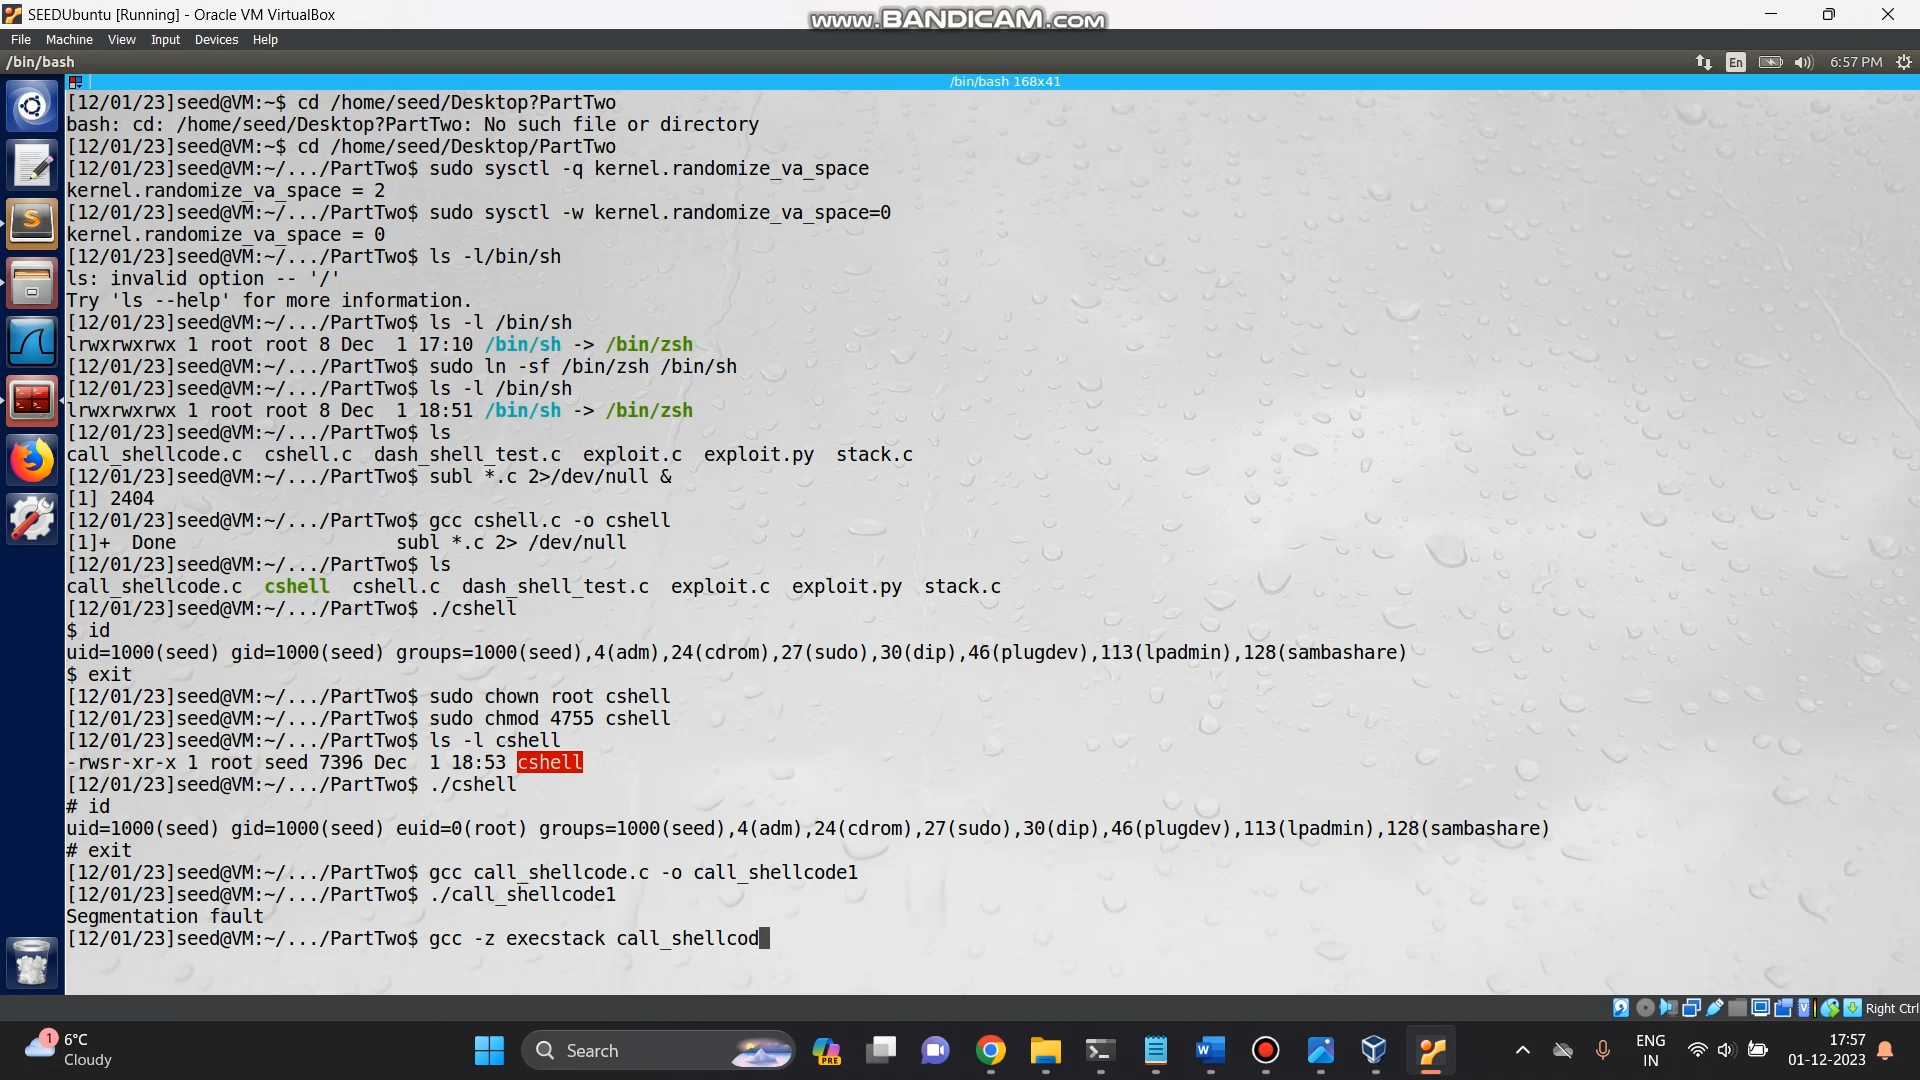 SEEDUbuntu [Running] - Oracle VM VirtualBox
www.BANDICAM.com
File Machine View Input Devices Help
/bin/bash
En
6:57 PM
/bin/bash 168x41
[12/01/23]seed@VM:~$ cd /home/seed/Desktop?PartTwo
bash: cd: /home/seed/Desktop?PartTwo: No such file or directory
[12/01/23]seed@VM:~$ cd /home/seed/Desktop/PartTwo
[12/01/23]seed@VM:~/.../PartTwo$ sudo sysctl -q kernel.randomize_va_space
kernel.randomize_va_space = 2
[12/01/23]seed@VM:~/.../PartTwo$ sudo sysctl -w kernel.randomize_va_space=0
kernel.randomize_va_space = 0
[12/01/23]seed@VM:~/.../PartTwo$ ls -l/bin/sh
ls: invalid option -- '/'
Try 'ls --help' for more information.
[12/01/23]seed@VM:~/.../PartTwo$ ls -l /bin/sh
lrwxrwxrwx 1 root root 8 Dec  1 17:10 /bin/sh -> /bin/zsh
[12/01/23]seed@VM:~/.../PartTwo$ sudo ln -sf /bin/zsh /bin/sh
[12/01/23]seed@VM:~/.../PartTwo$ ls -l /bin/sh
lrwxrwxrwx 1 root root 8 Dec  1 18:51 /bin/sh -> /bin/zsh
[12/01/23]seed@VM:~/.../PartTwo$ ls
call_shellcode.c  cshell.c  dash_shell_test.c  exploit.c  exploit.py  stack.c
[12/01/23]seed@VM:~/.../PartTwo$ subl *.c 2>/dev/null &
[1] 2404
[12/01/23]seed@VM:~/.../PartTwo$ gcc cshell.c -o cshell
[1]+  Done                    subl *.c 2> /dev/null
[12/01/23]seed@VM:~/.../PartTwo$ ls
call_shellcode.c  cshell  cshell.c  dash_shell_test.c  exploit.c  exploit.py  stack.c
[12/01/23]seed@VM:~/.../PartTwo$ ./cshell
$ id
uid=1000(seed) gid=1000(seed) groups=1000(seed),4(adm),24(cdrom),27(sudo),30(dip),46(plugdev),113(lpadmin),128(sambashare)
$ exit
[12/01/23]seed@VM:~/.../PartTwo$ sudo chown root cshell
[12/01/23]seed@VM:~/.../PartTwo$ sudo chmod 4755 cshell
[12/01/23]seed@VM:~/.../PartTwo$ ls -l cshell
-rwsr-xr-x 1 root seed 7396 Dec  1 18:53 cshell
[12/01/23]seed@VM:~/.../PartTwo$ ./cshell
# id
uid=1000(seed) gid=1000(seed) euid=0(root) groups=1000(seed),4(adm),24(cdrom),27(sudo),30(dip),46(plugdev),113(lpadmin),128(sambashare)
# exit
[12/01/23]seed@VM:~/.../PartTwo$ gcc call_shellcode.c -o call_shellcode1
[12/01/23]seed@VM:~/.../PartTwo$ ./call_shellcode1
Segmentation fault
[12/01/23]seed@VM:~/.../PartTwo$ gcc -z execstack call_shellcod
Right Ctrl
1
6°C
Cloudy
Search
PRE
ENG
IN
17:57
01-12-2023